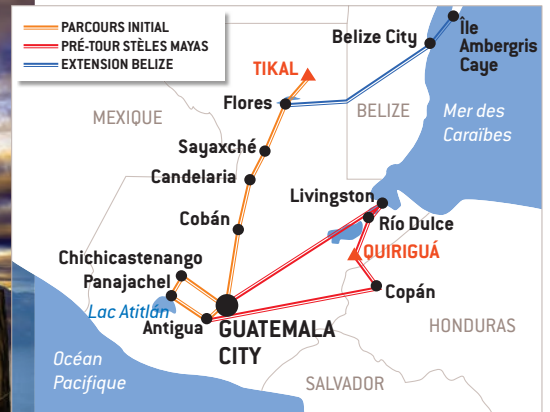 PARCOURS INITIAL
PRÉ-TOUR STÈLES MAYAS
EXTENSION BELIZE
Belize City
Île
Ambergris
Caye
TIKAL
Flores
MEXIQUE
BELIZE
Mer des
Caraïbes
Sayaxché
Candelaria
Livingston
Río Dulce
Cobán
QUIRIGUÁ
Chichicastenango
Panajachel
Copán
Lac Atitlán
Antigua
GUATEMALA
CITY
HONDURAS
Océan
Pacifique
SALVADOR